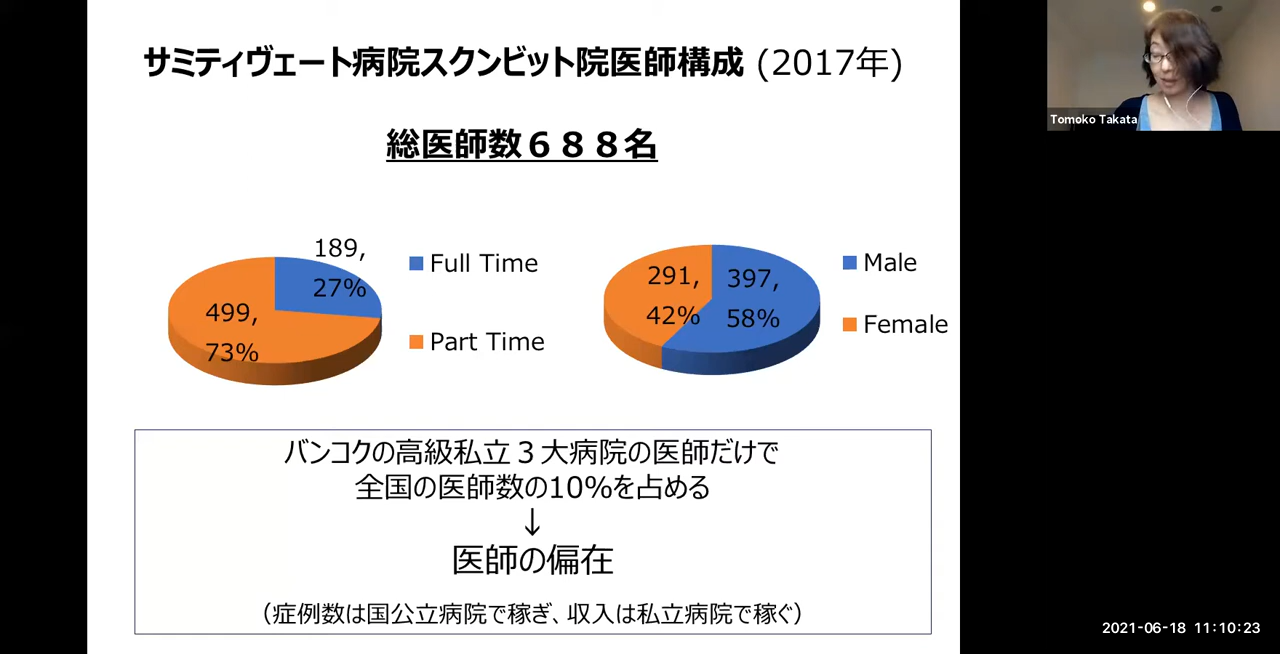 サミティヴェート病院スクンビット院医師構成 (2017年)
総医師数６８８名
189,
27%
499,
73%
Full Time
Part Time
291,
42%
397,
58%
Male
Female
バンコクの高級私立３大病院の医師だけで
全国の医師数の10%を占める
↓
医師の偏在
（症例数は国公立病院で稼ぎ、収入は私立病院で稼ぐ）
Tomoko Takata
2021-06-18 11:10:23